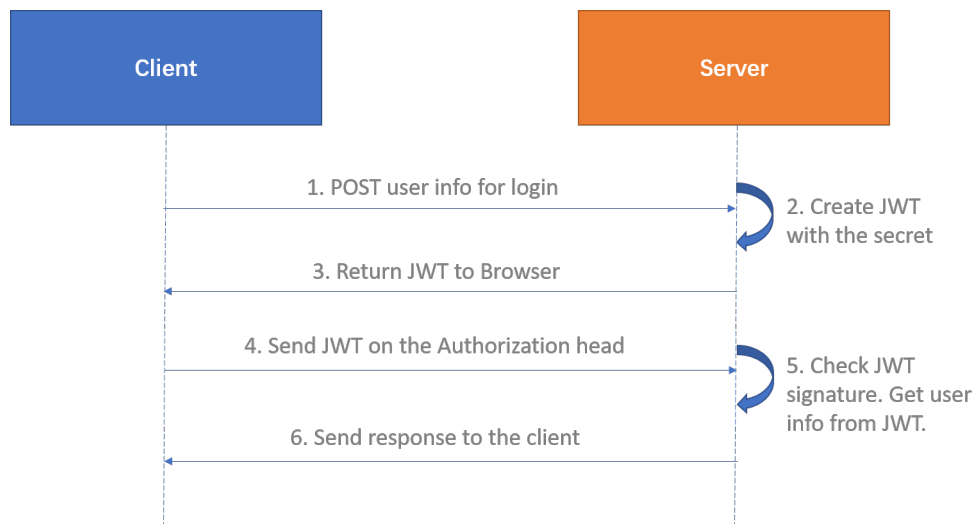 Client
Server
1. POST user info for login
2. Create JWT
with the secret
3. Return JWT to Browser
4. Send JWT on the Authorization head
5. Check JWT
signature. Get user
info from JWT.
6. Send response to the client